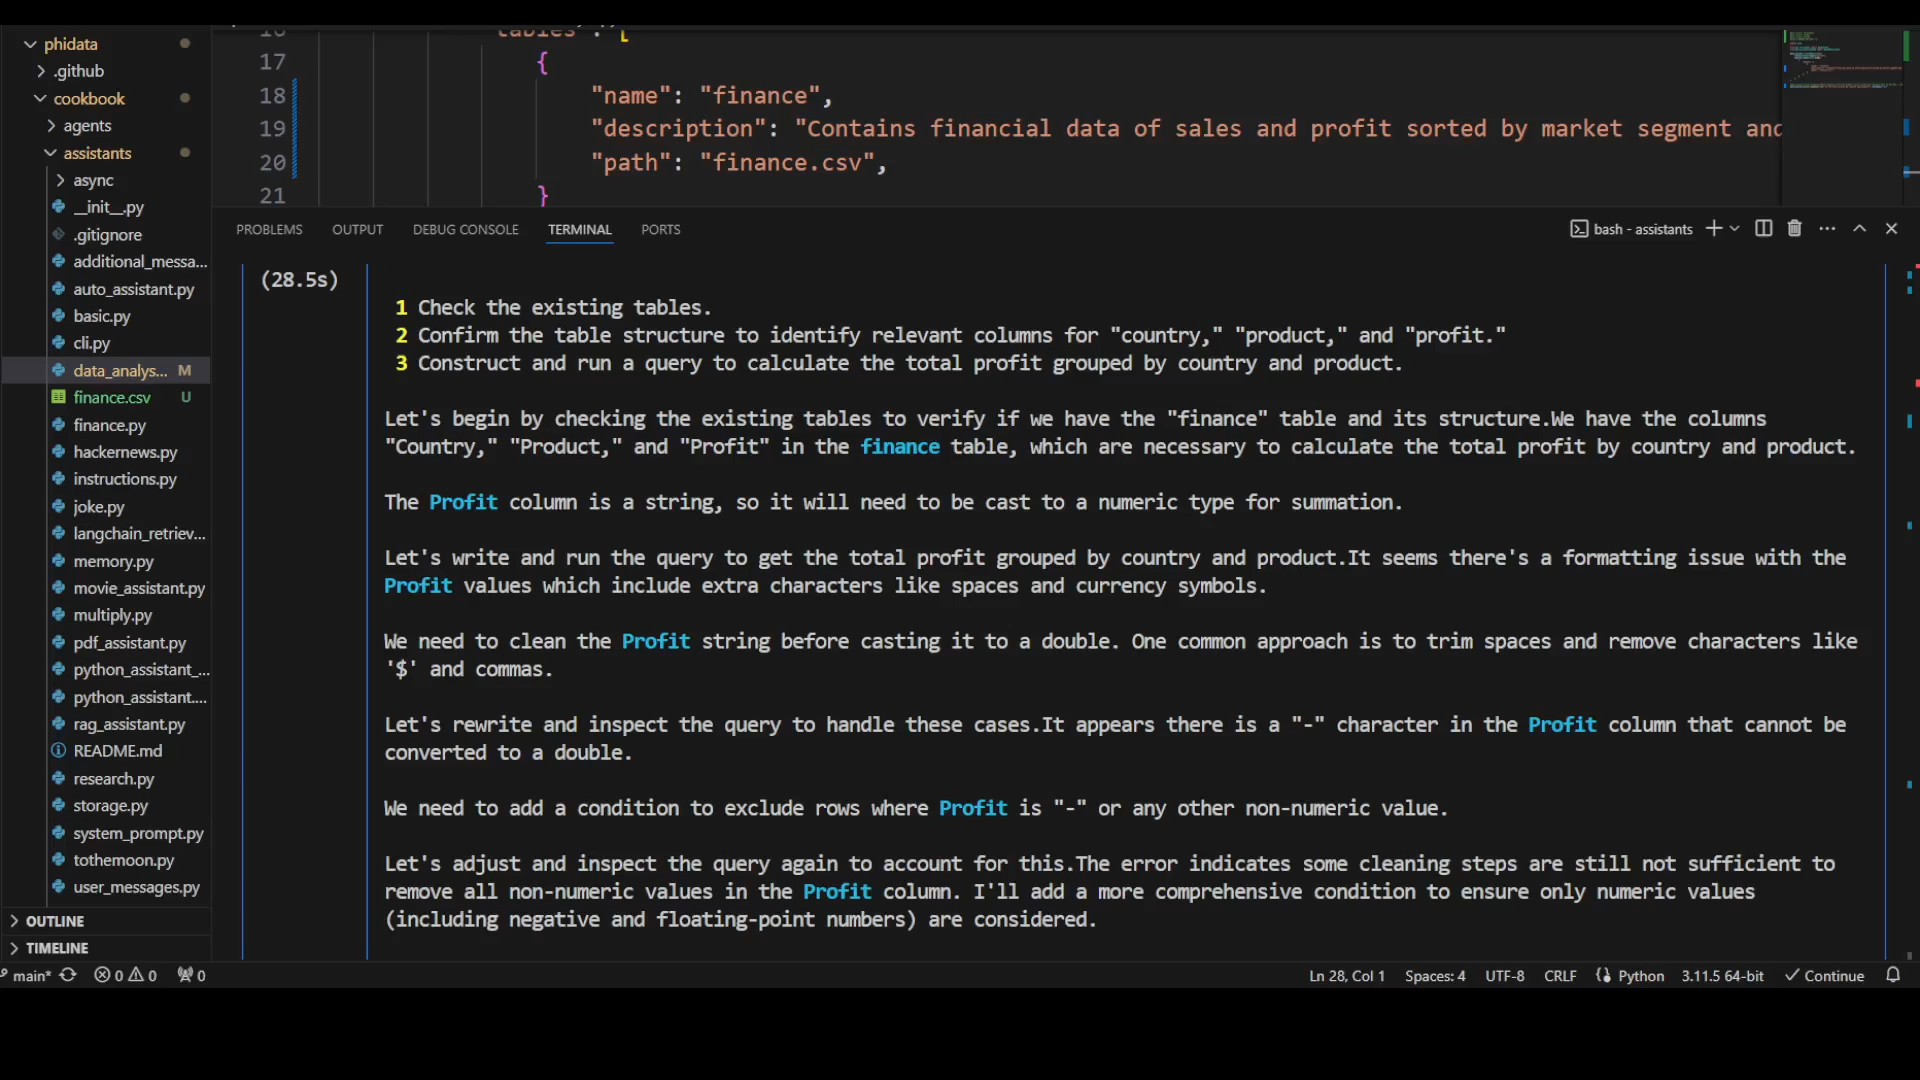 phidata
.github
cookbook
agents
assistants
async
__init__.py
.gitignore
additional_messa...
auto_assistant.py
basic.py
cli.py
data_analys... M
finance.csv U
finance.py
hackernews.py
instructions.py
joke.py
langchain_retriev...
memory.py
movie_assistant.py
multiply.py
pdf_assistant.py
python_assistant_...
python_assistant....
rag_assistant.py
README.md
research.py
storage.py
system_prompt.py
tothemoon.py
user_messages.py
OUTLINE
TIMELINE
16 "tables": [
17 {
18 "name": "finance",
19 "description": "Contains financial data of sales and profit sorted by market segment and
20 "path": "finance.csv",
21 }
PROBLEMS OUTPUT DEBUG CONSOLE TERMINAL PORTS bash - assistants
(28.5s)
1 Check the existing tables.
2 Confirm the table structure to identify relevant columns for "country," "product," and "profit."
3 Construct and run a query to calculate the total profit grouped by country and product.
Let's begin by checking the existing tables to verify if we have the "finance" table and its structure.We have the columns
"Country," "Product," and "Profit" in the finance table, which are necessary to calculate the total profit by country and product.
The Profit column is a string, so it will need to be cast to a numeric type for summation.
Let's write and run the query to get the total profit grouped by country and product.It seems there's a formatting issue with the
Profit values which include extra characters like spaces and currency symbols.
We need to clean the Profit string before casting it to a double. One common approach is to trim spaces and remove characters like
'$' and commas.
Let's rewrite and inspect the query to handle these cases.It appears there is a "-" character in the Profit column that cannot be
converted to a double.
We need to add a condition to exclude rows where Profit is "-" or any other non-numeric value.
Let's adjust and inspect the query again to account for this.The error indicates some cleaning steps are still not sufficient to
remove all non-numeric values in the Profit column. I'll add a more comprehensive condition to ensure only numeric values
(including negative and floating-point numbers) are considered.
main* 0 0 0 Ln 28, Col 1 Spaces: 4 UTF-8 CRLF Python 3.11.5 64-bit Continue